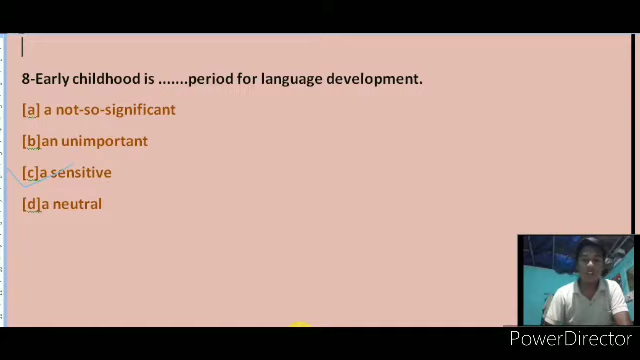 8-Early childhood is .......period for language development.
[a] a not-so-significant
[b]an unimportant
[c]a sensitive
[d]a neutral
PowerDirector